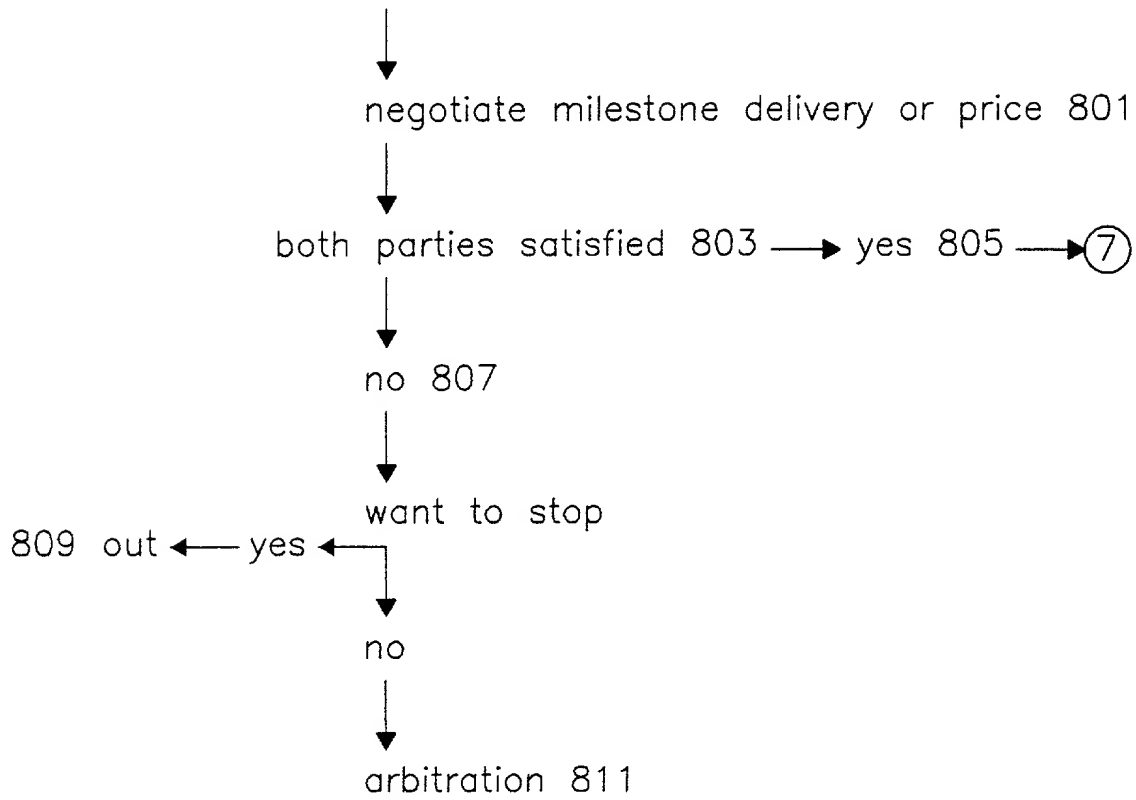 negotiate milestone delivery or price 801
both parties satisfied 803 yes 805 7
no 807
want to stop
809 out yes
no
arbitration 811